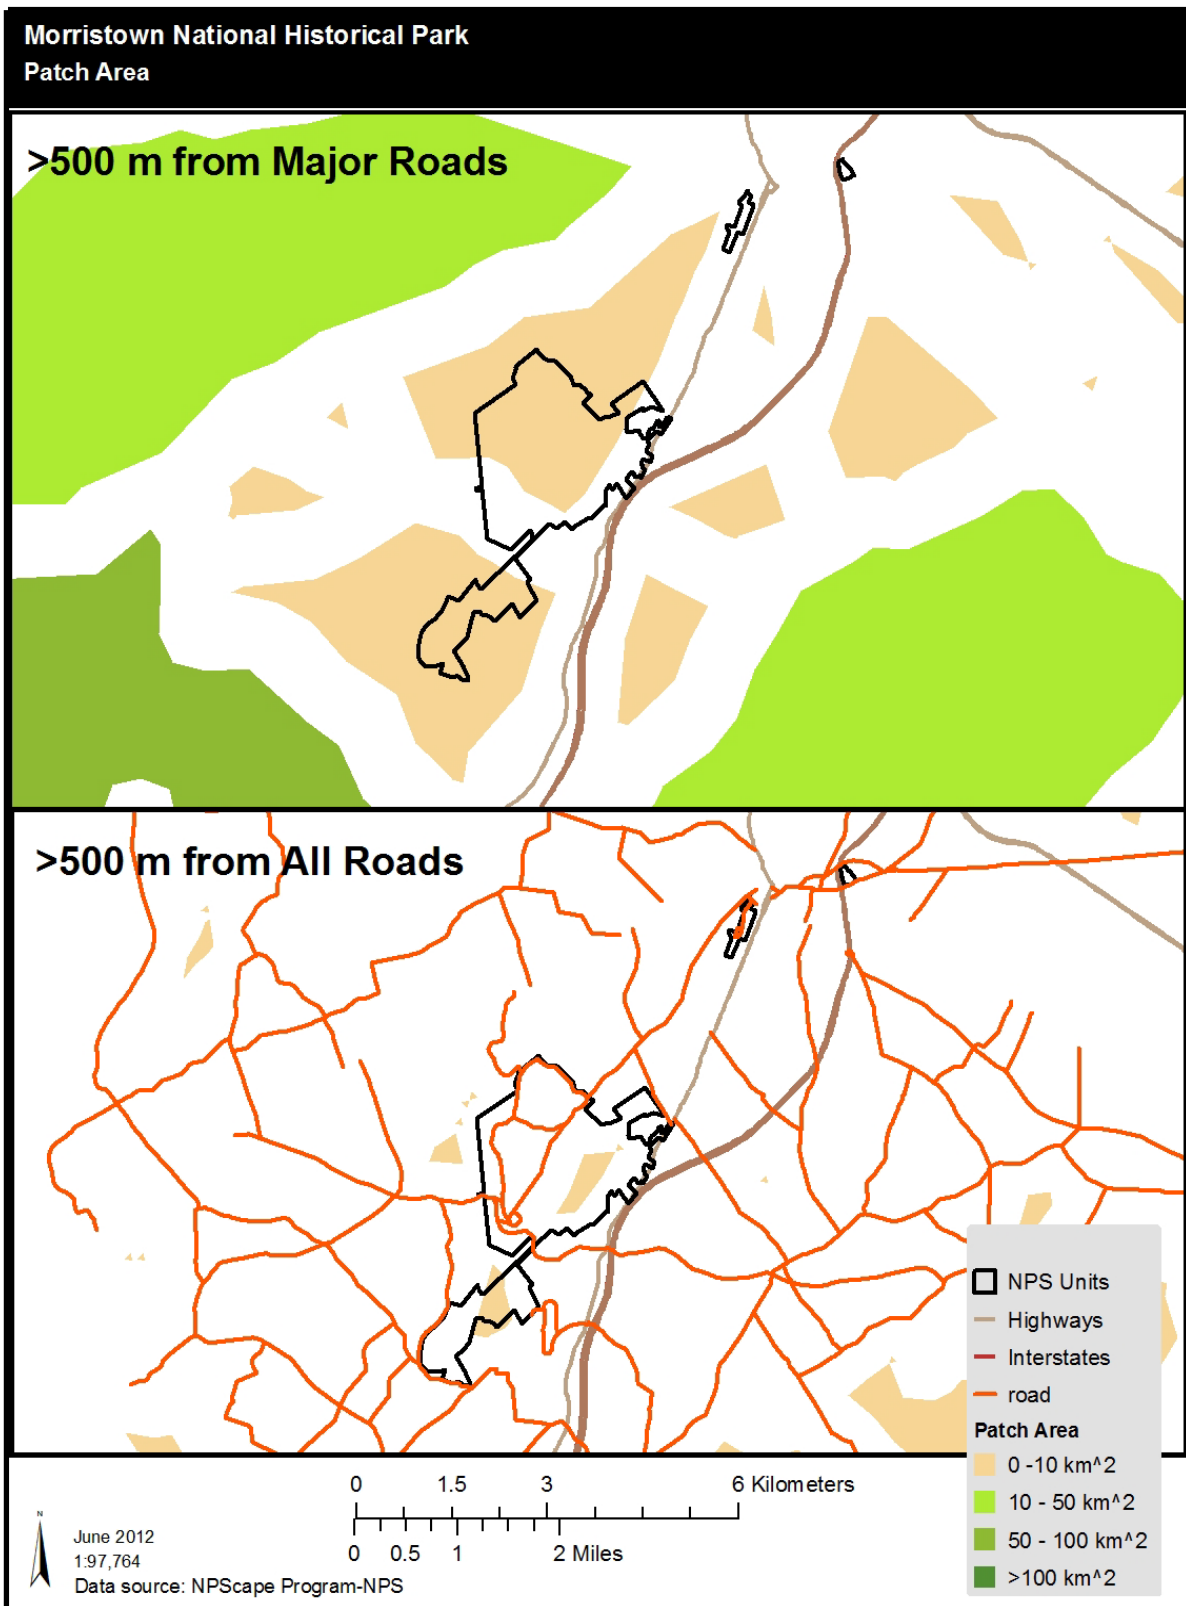 Morristown National Historical Park
Patch Area
>500 m from Major Roads
>500 m from All Roads
NPS Units
Highways
Interstates
road
Patch Area
0 -10 km^2
10 - 50 km^2
50 - 100 km^2
>100 km^2
0 1.5 3 6 Kilometers
0 0.5 1 2 Miles
N
June 2012
1:97,764
Data source: NPScape Program-NPS